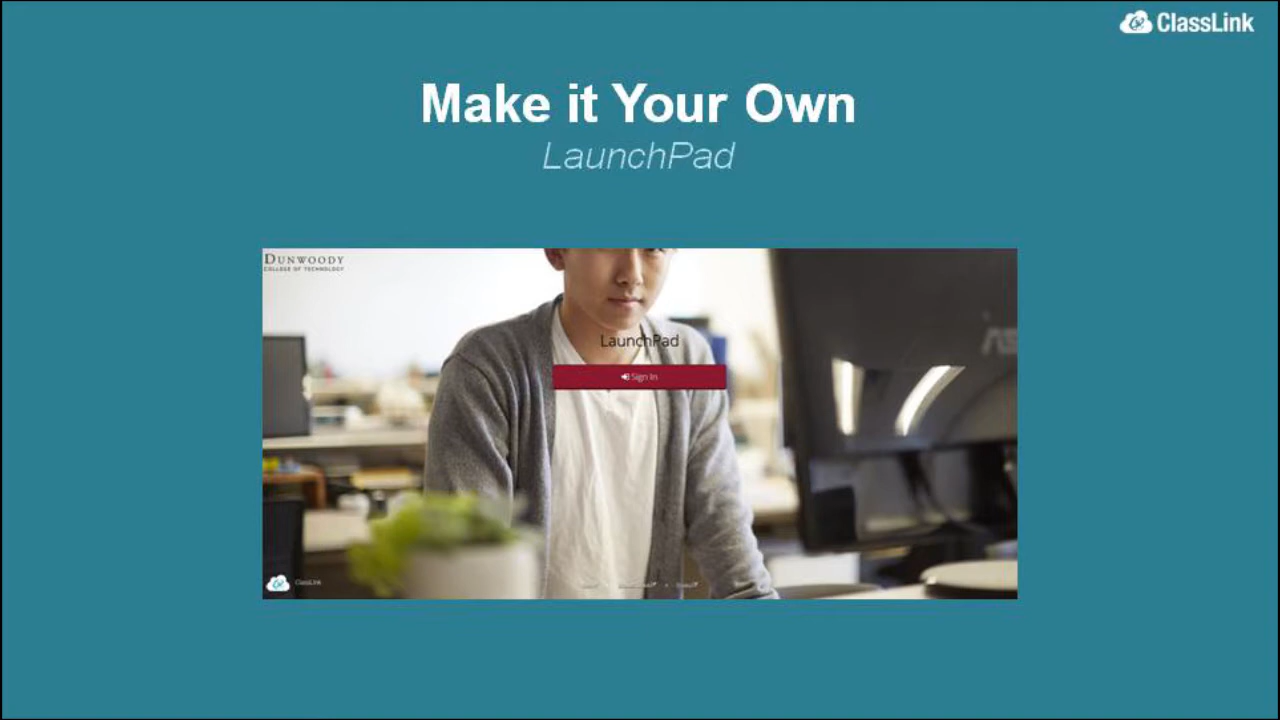 ClassLink
Make it Your Own
LaunchPad
DUNWOODY
COLLEGE OF TECHNOLOGY
LaunchPad
Sign In
ClassLink